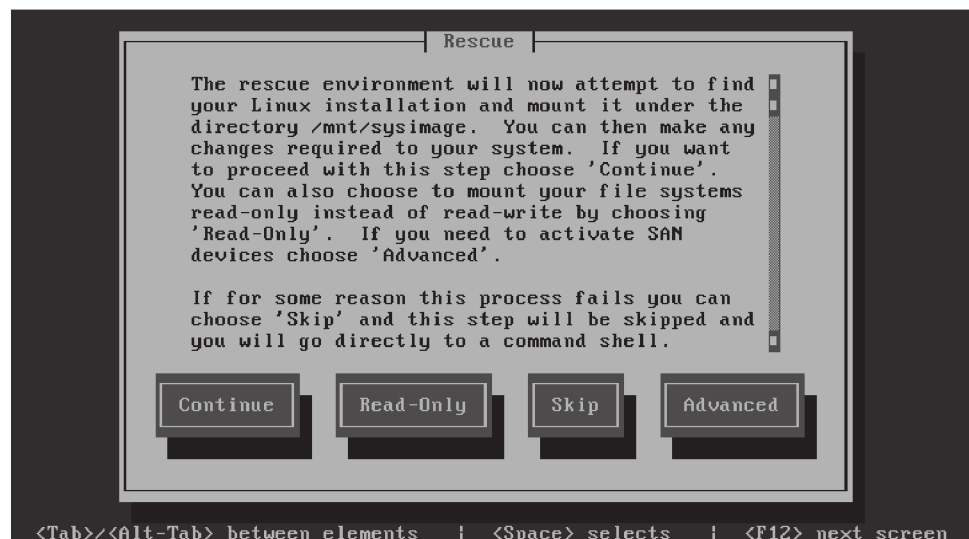 Rescue
The rescue environment will now attempt to find
your Linux installation and mount it under the
directory /mnt/sysimage.  You can then make any
changes required to your system.  If you want
to proceed with this step choose 'Continue'.
You can also choose to mount your file systems
read-only instead of read-write by choosing
'Read-Only'.  If you need to activate SAN
devices choose 'Advanced'.
If for some reason this process fails you can
choose 'Skip' and this step will be skipped and
you will go directly to a command shell.
Continue Read-Only Skip Advanced
<Tab>/<Alt-Tab> between elements | <Space> selects | <F12> next screen